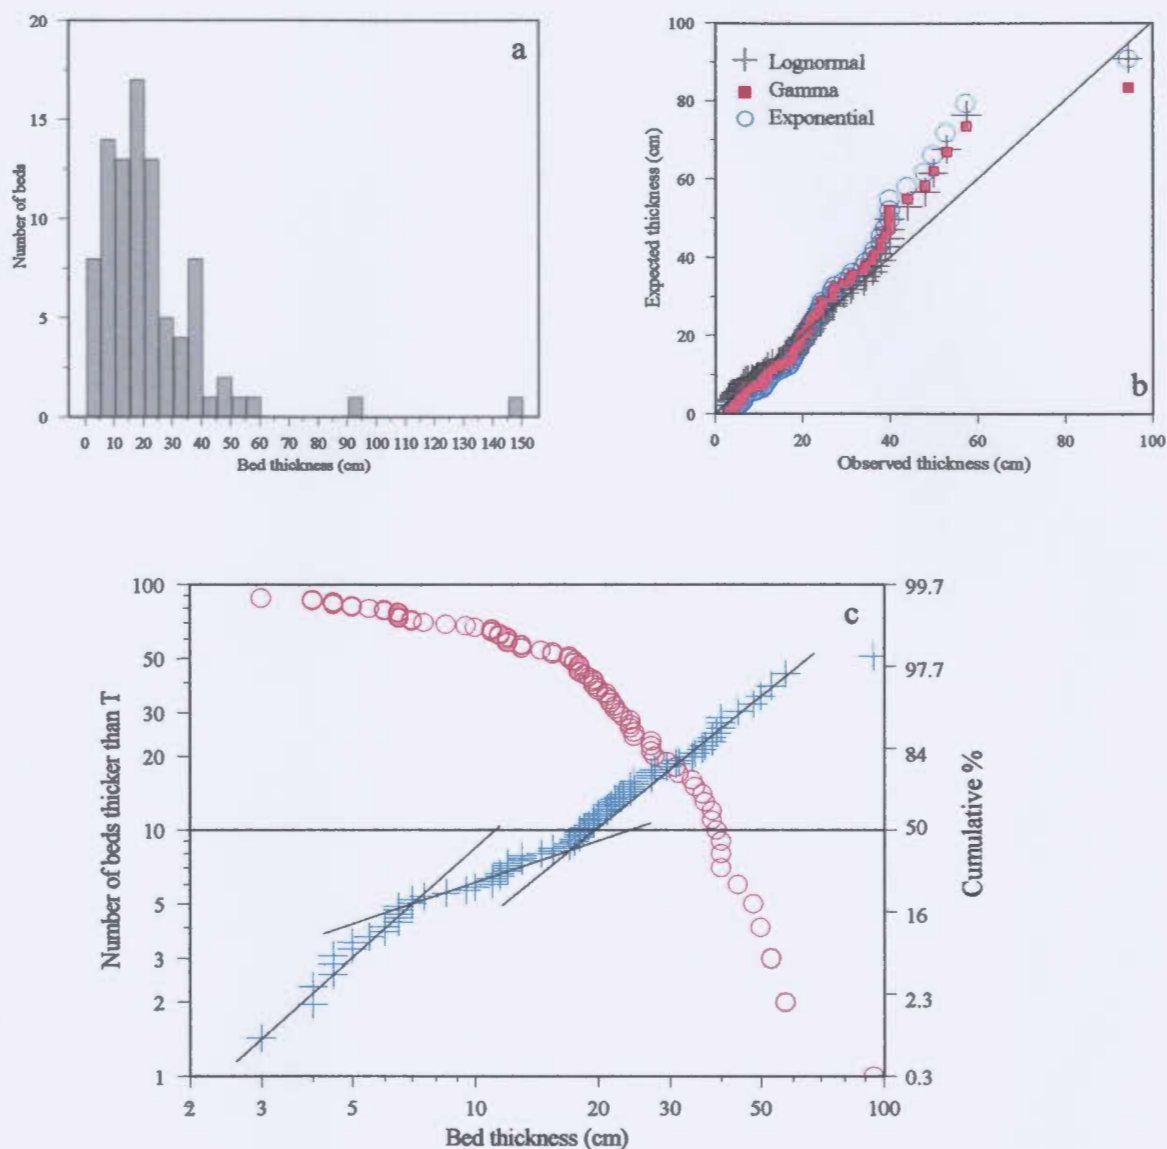 a
20
15
10
5
0
Number of beds
0 10 20 30 40 50 60 70 80 90 100 110 120 130 140 150
Bed thickness (cm)
b
Lognormal
Gamma
Exponential
100
80
60
40
20
0
Expected thickness (cm)
0 20 40 60 80 100
Observed thickness (cm)
c
100
50
30
20
10
5
3
2
1
Number of beds thicker than T
99.7
97.7
84
50
16
2.3
0.3
Cumulative %
2 3 5 10 20 30 50 100
Bed thickness (cm)